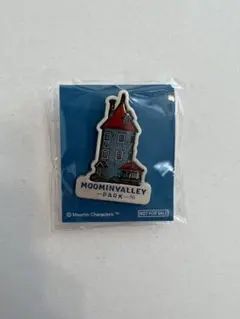 MOOMINVALLEY
PARK
© Moomin Characters™
NOT FOR SALE